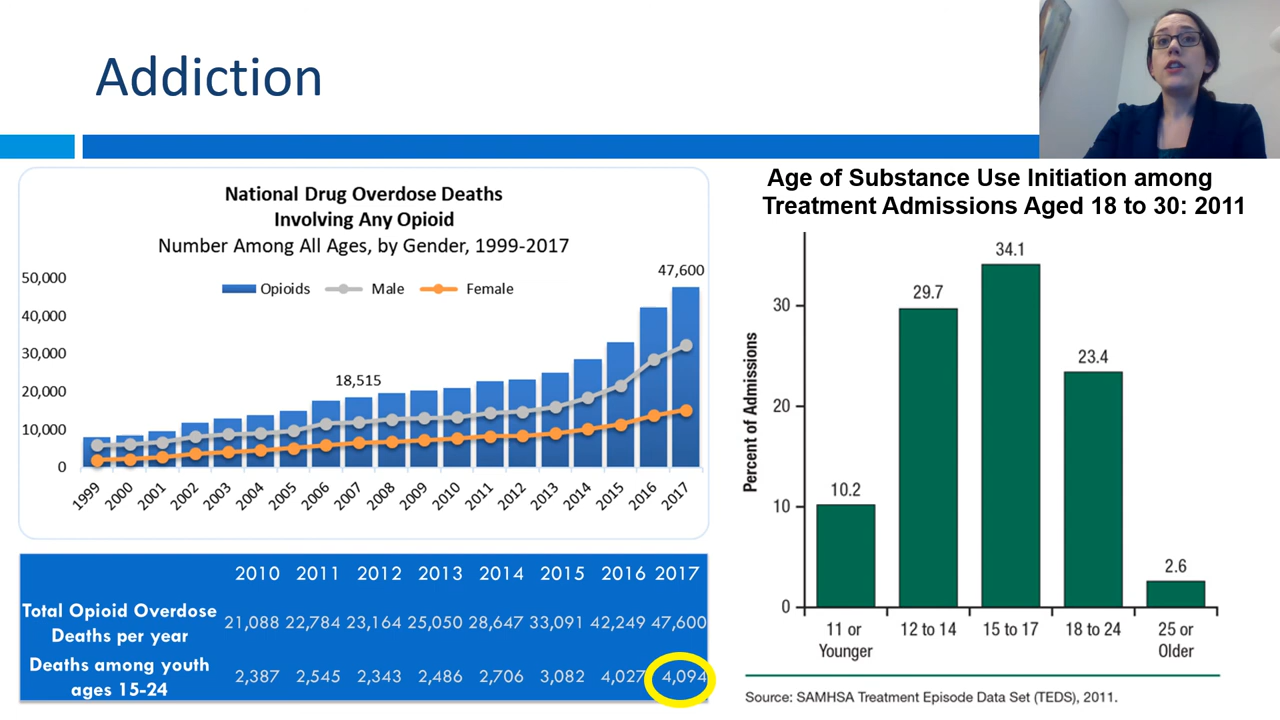 Addiction
National Drug Overdose Deaths
Involving Any Opioid
Number Among All Ages, by Gender, 1999-2017
50,000
40,000
30,000
20,000
10,000
0
Opioids Male Female
18,515
47,600
1999 2000 2001 2002 2003 2004 2005 2006 2007 2008 2009 2010 2011 2012 2013 2014 2015 2016 2017
2010 2011 2012 2013 2014 2015 2016 2017
Total Opioid Overdose
Deaths per year
21,088 22,784 23,164 25,050 28,647 33,091 42,249 47,600
Deaths among youth
ages 15-24
2,387 2,545 2,343 2,486 2,706 3,082 4,027 4,094
Age of Substance Use Initiation among
Treatment Admissions Aged 18 to 30: 2011
Percent of Admissions
30
20
10
0
10.2
29.7
34.1
23.4
2.6
11 or
Younger
12 to 14
15 to 17
18 to 24
25 or
Older
Source: SAMHSA Treatment Episode Data Set (TEDS), 2011.